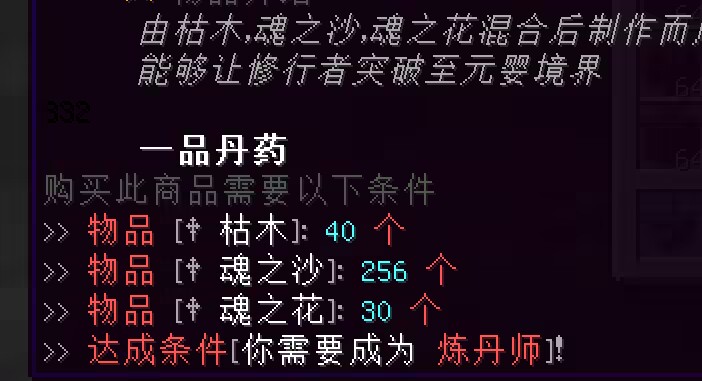 由枯木,魂之沙,魂之花混合后制作而
能够让修行者突破至元婴境界
332
一品丹药
购买此商品需要以下条件
>> 物品 [† 枯木]: 40 个
>> 物品 [† 魂之沙]: 256 个
>> 物品 [† 魂之花]: 30 个
>> 达成条件[你需要成为 炼丹师]!
64
64